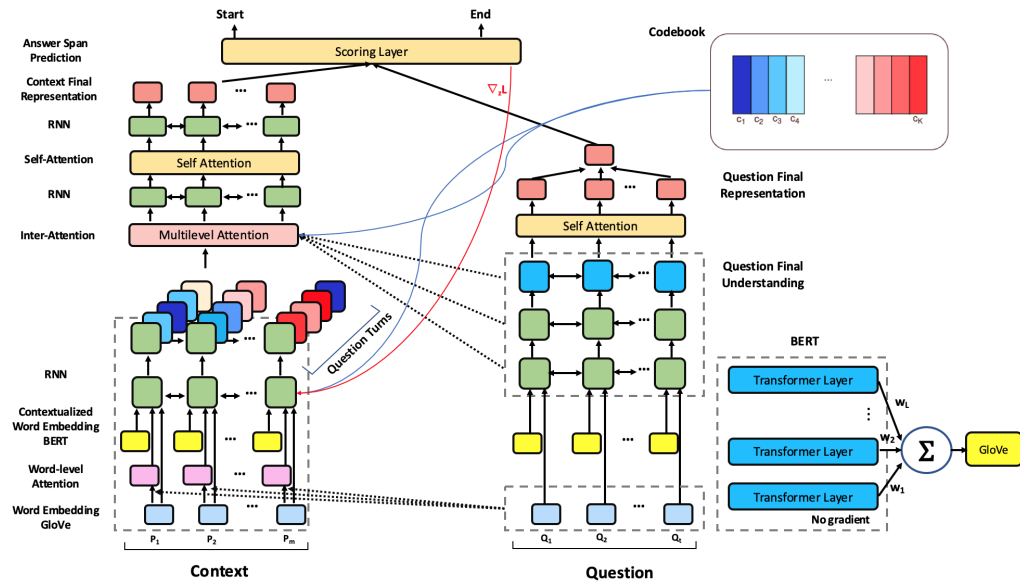 Start
End
Answer Span
Prediction
Scoring Layer
Codebook
Context Final
Representation
...
∇zL
...
C1
C2
C3
C4
CK
RNN
...
Self-Attention
Self Attention
RNN
...
Question Final
Representation
...
Inter-Attention
Multilevel Attention
Self Attention
Question Final
Understanding
...
Question Turns
...
...
RNN
...
...
BERT
Transformer Layer
WL
...
Contextualized
Word Embedding
BERT
...
...
Transformer Layer
W2
Σ
GloVe
Word-level
Attention
...
Transformer Layer
W1
Word Embedding
GloVe
...
...
No gradient
P1
P2
Pm
Q1
Q2
Qt
Context
Question